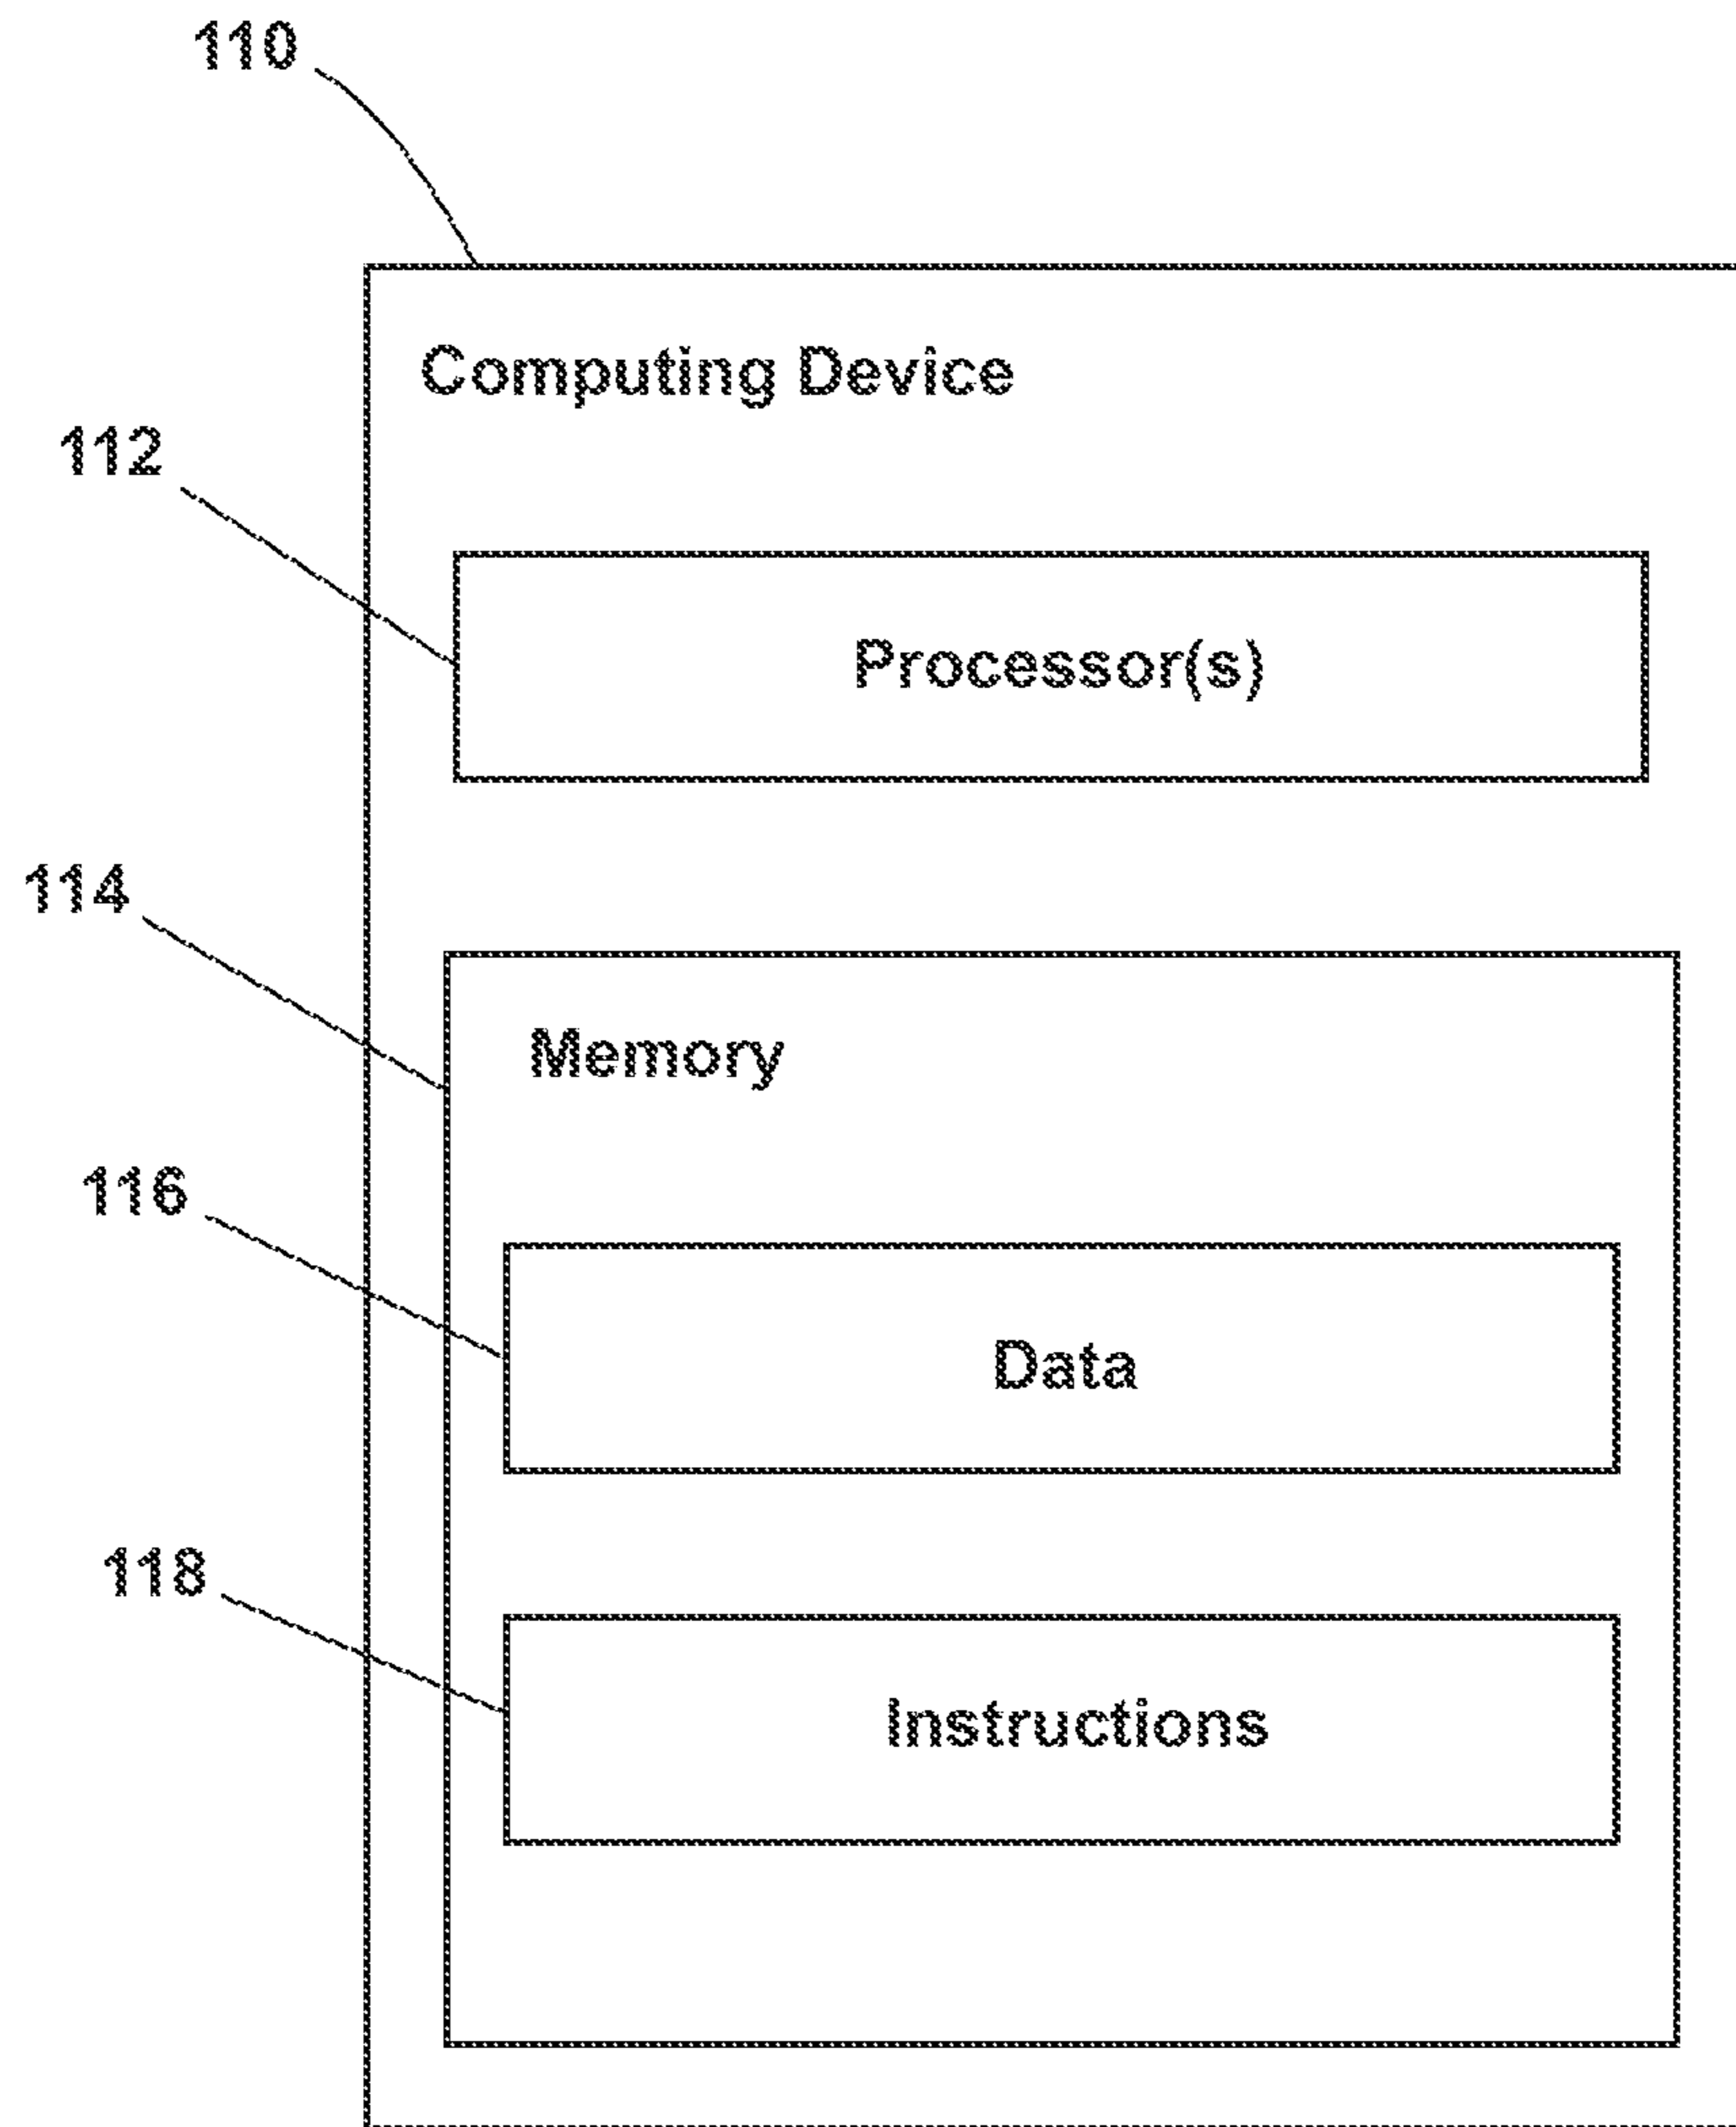 110
Computing Device
112
Processor(s)
114
Memory
116
Data
118
Instructions